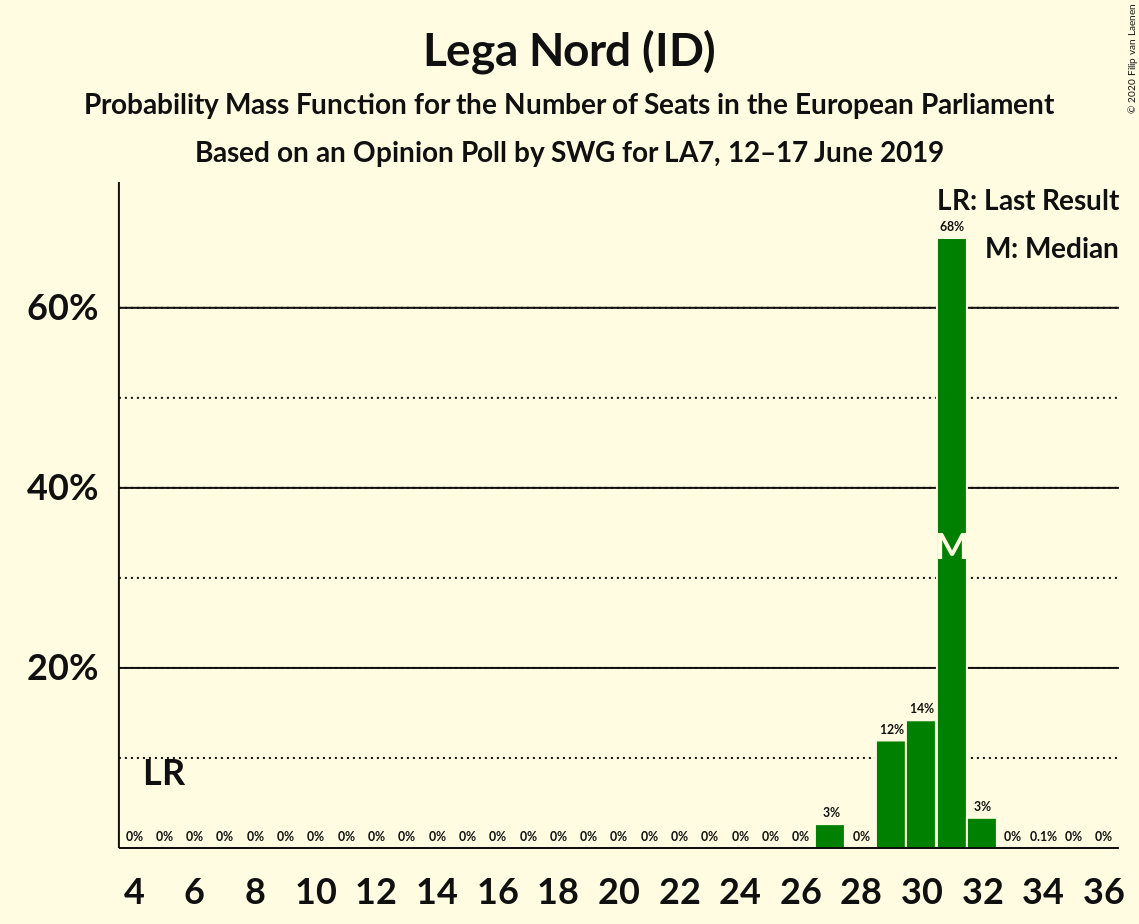 Lega Nord (ID)
Probability Mass Function for the Number of Seats in the European Parliament
Based on an Opinion Poll by SWG for LA7, 12–17 June 2019
© 2020 Filip van Laenen
LR: Last Result
M: Median
68%
60%
40%
M
20%
14%
12%
LR
3%
3%
0% 0% 0% 0% 0% 0% 0% 0% 0% 0% 0% 0% 0% 0% 0% 0% 0% 0% 0% 0% 0% 0% 0% 0% 0% 0.1% 0% 0%
4 6 8 10 12 14 16 18 20 22 24 26 28 30 32 34 36